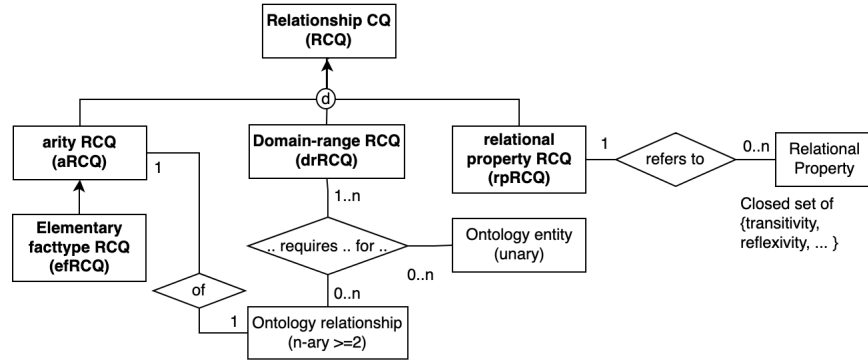 Relationship CQ
(RCQ)
d
arity RCQ
(aRCQ)
Domain-range RCQ
(drRCQ)
relational
property RCQ
(rpRCQ)
1
refers to
0..n
Relational
Property
1
1..n
Closed set of
{transitivity,
reflexivity, ... }
Elementary
facttype RCQ
(efRCQ)
.. requires .. for ..
Ontology entity
(unary)
0..n
of
0..n
1
Ontology relationship
(n-ary >=2)